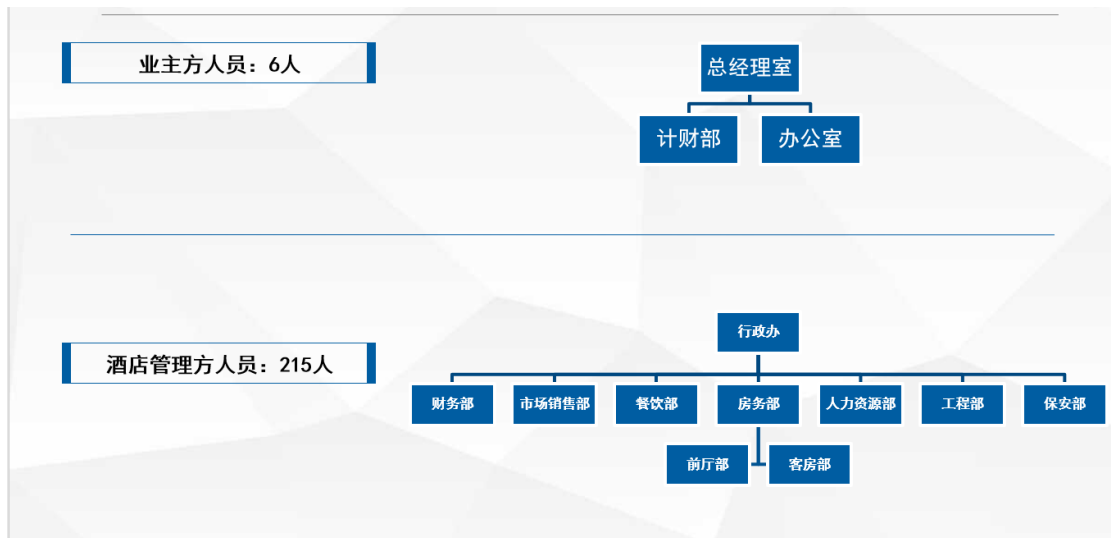 业主方人员：6人
总经理室
计财部
办公室
酒店管理方人员：215人
行政办
财务部
市场销售部
餐饮部
房务部
人力资源部
工程部
保安部
前厅部
客房部